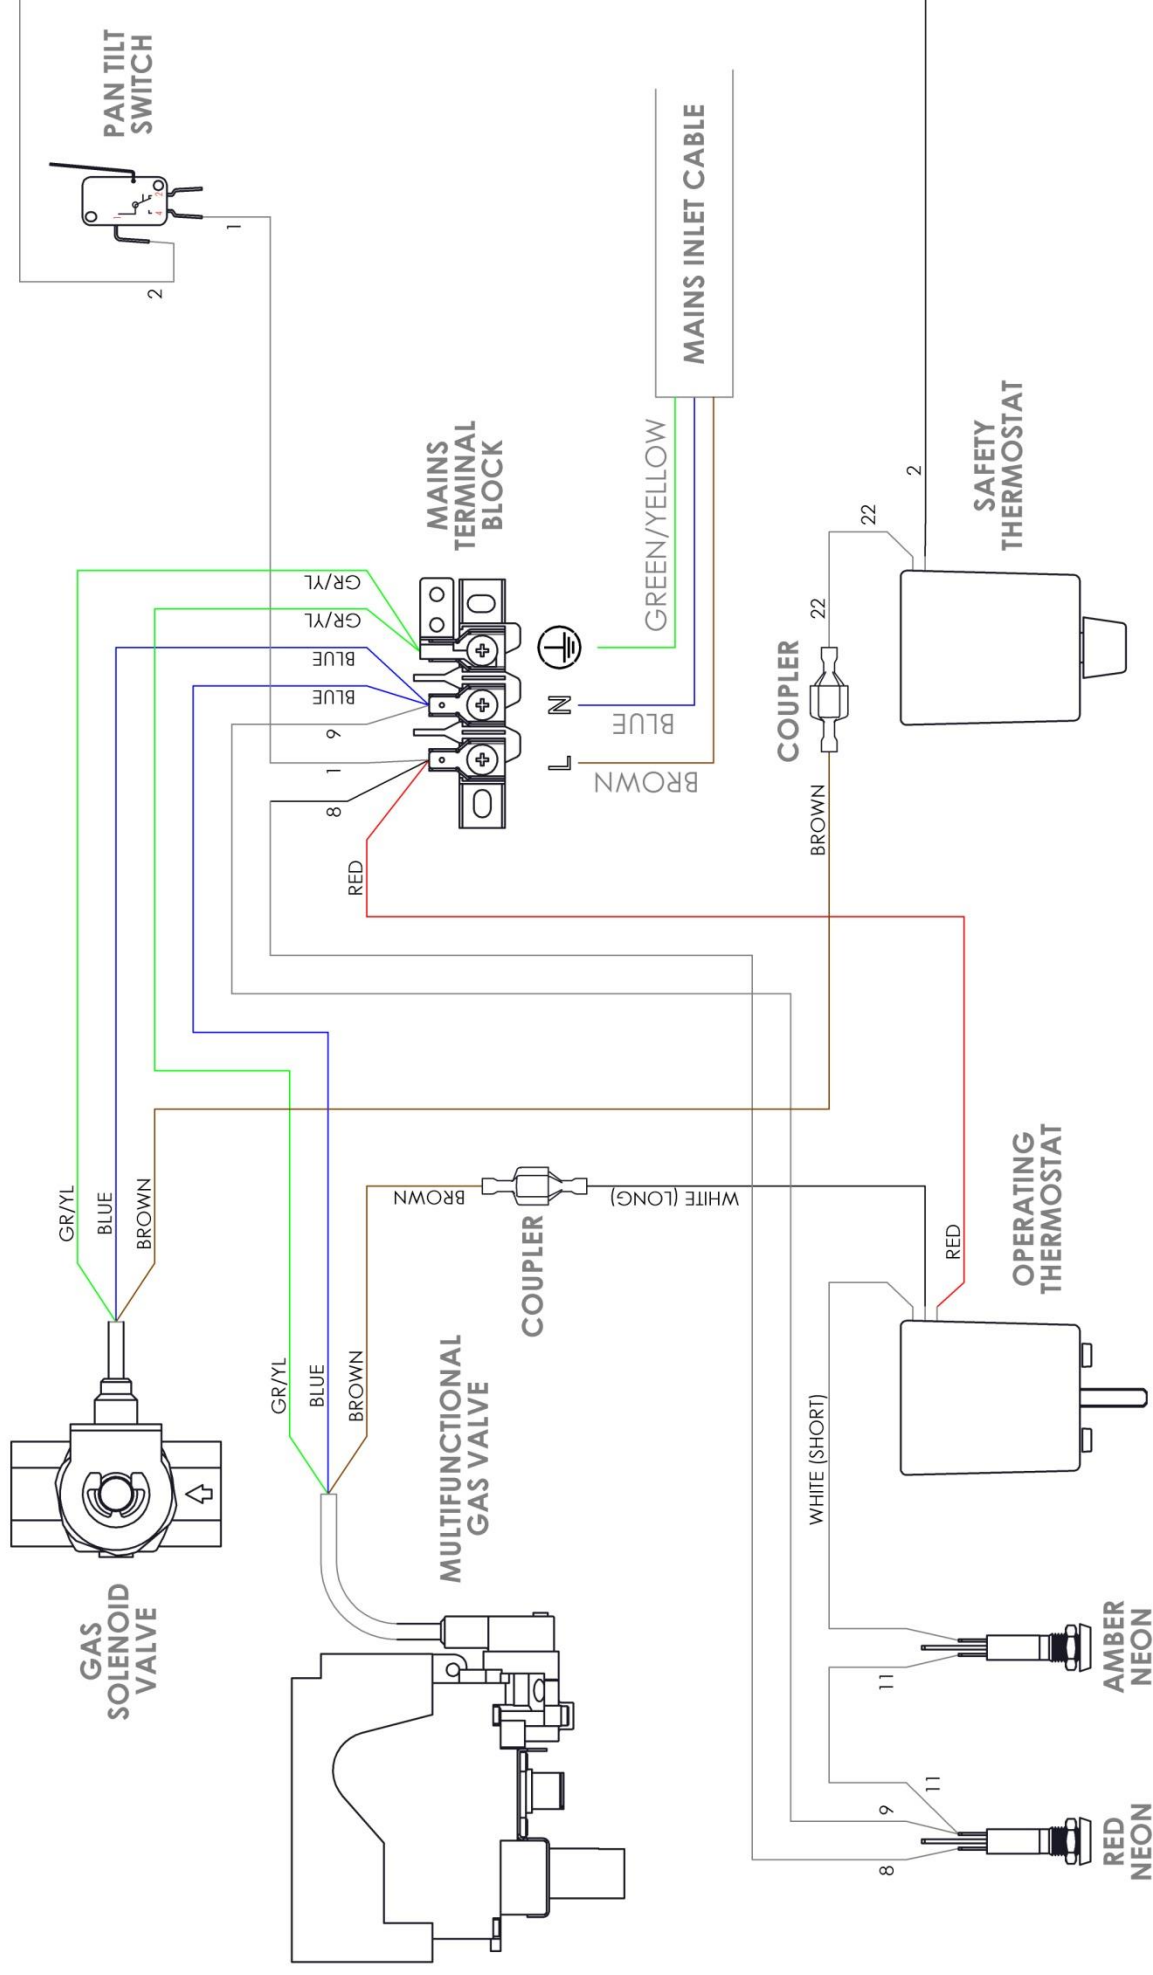 PAN TILT
SWITCH
1
2
4
1
2
MAINS INLET CABLE
MAINS
TERMINAL
BLOCK
GREEN/YELLOW
BLUE
BROWN
L
N
GR/YL
GR/YL
BLUE
BLUE
9
1
8
RED
SAFETY
THERMOSTAT
2
22
22
COUPLER
BROWN
GR/YL
BLUE
BROWN
GAS
SOLENOID
VALVE
GR/YL
BLUE
BROWN
MULTIFUNCTIONAL
GAS VALVE
BROWN
COUPLER
WHITE (LONG)
RED
OPERATING
THERMOSTAT
WHITE (SHORT)
11
AMBER
NEON
11
9
8
RED
NEON